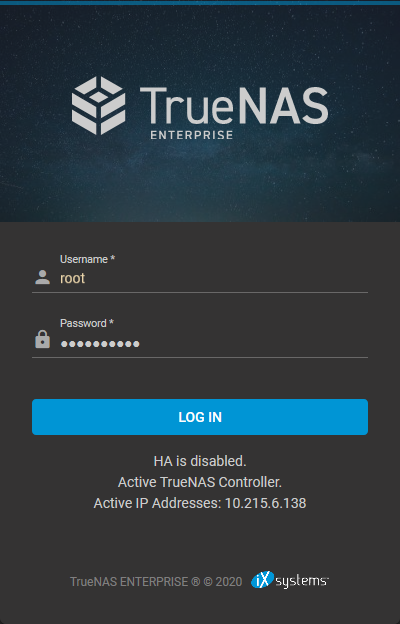 TrueNAS
ENTERPRISE
Username *
root
Password *
●●●●●●●●●●
LOG IN
HA is disabled.
Active TrueNAS Controller.
Active IP Addresses: 10.215.6.138
TrueNAS ENTERPRISE ® © 2020 iXsystems